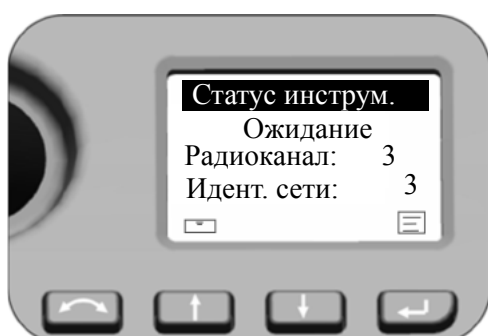 Статус инструм.
Ожидание
Радиоканал: 3
Идент. сети: 3